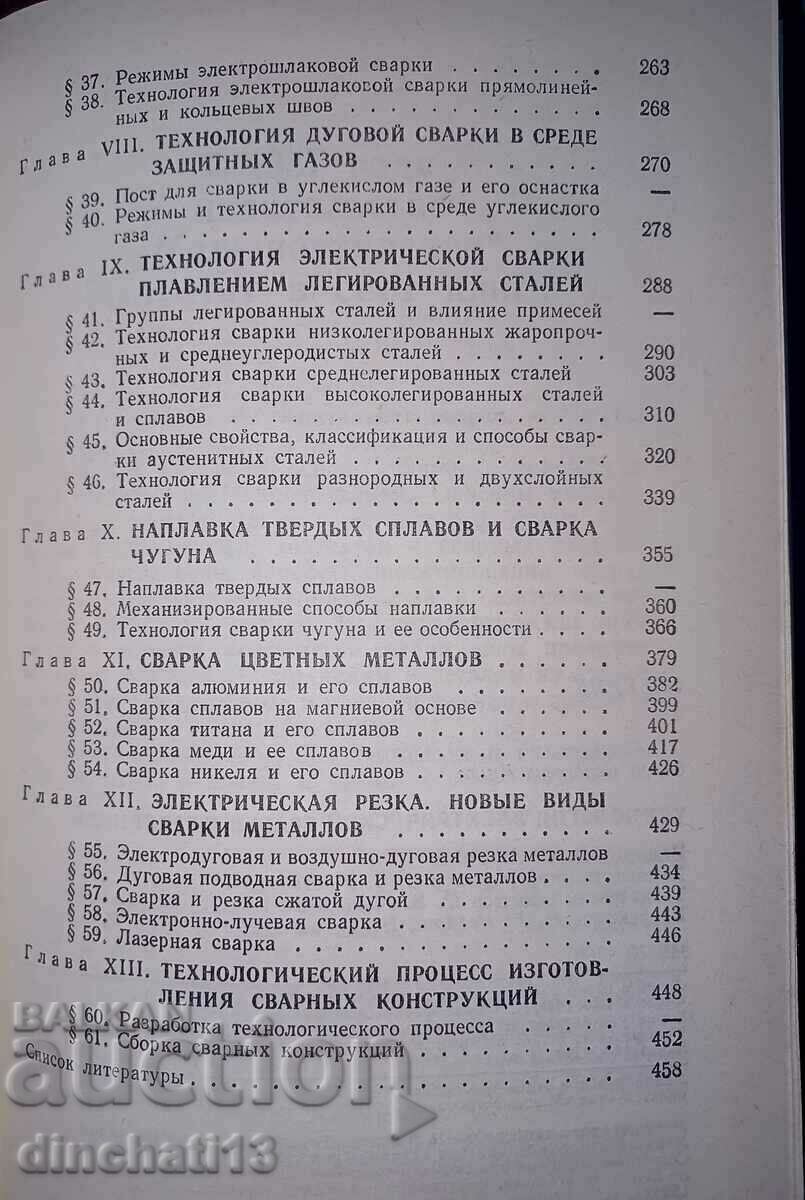 § 37. Режимы электрошлаковой сварки . . . . . . . 263
§ 38. Технология электрошлаковой сварки прямолиней-
ных и кольцевых швов . . . . . . . . . . . . 268
Глава VIII. ТЕХНОЛОГИЯ ДУГОВОЙ СВАРКИ В СРЕДЕ
ЗАЩИТНЫХ ГАЗОВ . . . . . . . . . . . 270
§ 39. Пост для сварки в углекислом газе и его оснастка —
§ 40. Режимы и технология сварки в среде углекислого
газа . . . . . . . . . . . . . . . . . . . . 278
Глава IX. ТЕХНОЛОГИЯ ЭЛЕКТРИЧЕСКОЙ СВАРКИ
ПЛАВЛЕНИЕМ ЛЕГИРОВАННЫХ СТАЛЕЙ 288
§ 41. Группы легированных сталей и влияние примесей —
§ 42. Технология сварки низколегированных жаропроч-
ных и среднеуглеродистых сталей . . . . . . . 290
§ 43. Технология сварки среднелегированных сталей 303
§ 44. Технология сварки высоколегированных сталей
и сплавов . . . . . . . . . . . . . . . . . . 310
§ 45. Основные свойства, классификация и способы свар-
ки аустенитных сталей . . . . . . . . . . . . 320
§ 46. Технология сварки разнородных и двухслойных
сталей . . . . . . . . . . . . . . . . . . . . 339
Глава X. НАПЛАВКА ТВЕРДЫХ СПЛАВОВ И СВАРКА
ЧУГУНА . . . . . . . . . . . . . . . . . 355
§ 47. Наплавка твердых сплавов . . . . . . . . . . —
§ 48. Механизированные способы наплавки . . . . . . 360
§ 49. Технология сварки чугуна и ее особенности . . . . 366
Глава XI. СВАРКА ЦВЕТНЫХ МЕТАЛЛОВ . . . . . . 379
§ 50. Сварка алюминия и его сплавов . . . . . . . . 382
§ 51. Сварка сплавов на магниевой основе . . . . . . 399
§ 52. Сварка титана и его сплавов . . . . . . . . . 401
§ 53. Сварка меди и ее сплавов . . . . . . . . . . 417
§ 54. Сварка никеля и его сплавов . . . . . . . . . 426
Глава XII. ЭЛЕКТРИЧЕСКАЯ РЕЗКА. НОВЫЕ ВИДЫ
СВАРКИ МЕТАЛЛОВ . . . . . . . . . . . 429
§ 55. Электродуговая и воздушно-дуговая резка металлов —
§ 56. Дуговая подводная сварка и резка металлов . . . . 434
§ 57. Сварка и резка сжатой дугой . . . . . . . . . 439
§ 58. Электронно-лучевая сварка . . . . . . . . . . 443
§ 59. Лазерная сварка . . . . . . . . . . . . . . . 446
Глава XIII. ТЕХНОЛОГИЧЕСКИЙ ПРОЦЕСС ИЗГОТОВ-
ЛЕНИЯ СВАРНЫХ КОНСТРУКЦИЙ . . . 448
§ 60. Разработка технологического процесса . . . . . —
§ 61. Сборка сварных конструкций . . . . . . . . . 452
Список литературы . . . . . . . . . . . . . . . . . 458
BALKAN
auction
dinchati13